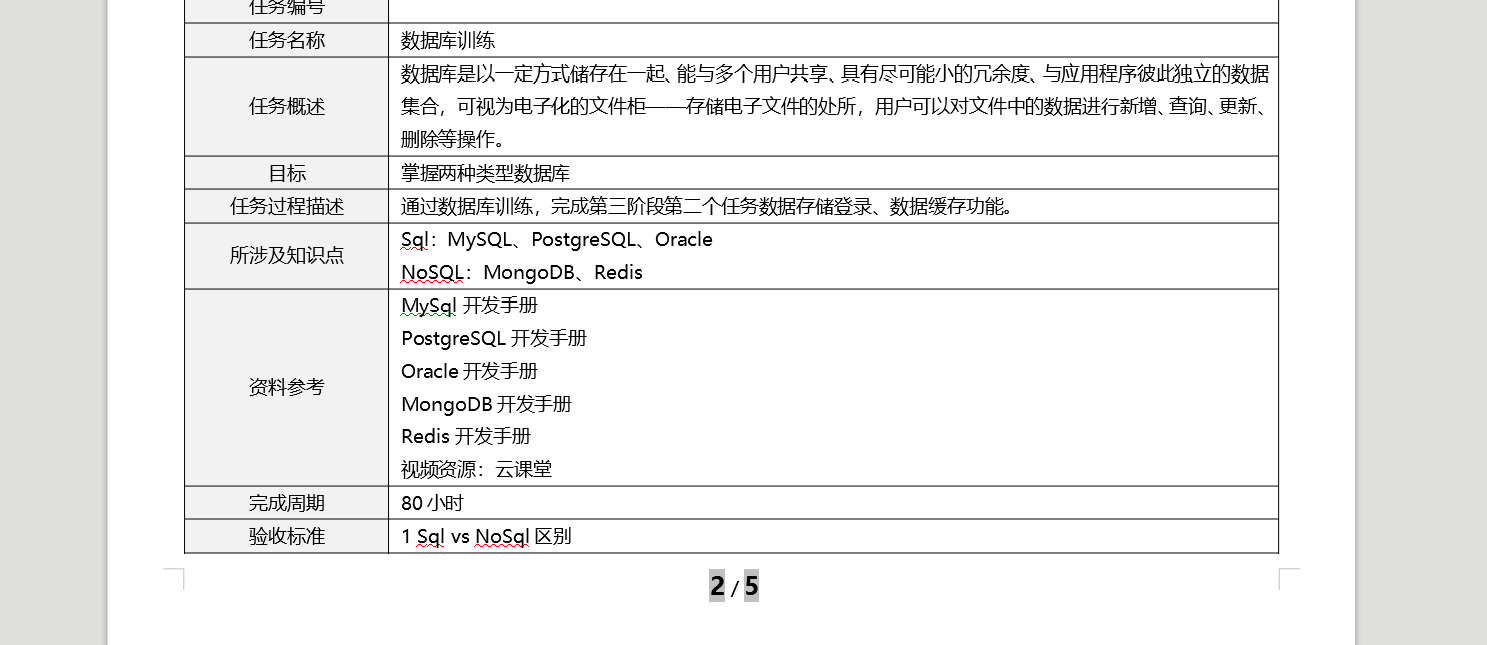 任务编号
任务名称
数据库训练
任务概述
数据库是以一定方式储存在一起、能与多个用户共享、具有尽可能小的冗余度、与应用程序彼此独立的数据
集合，可视为电子化的文件柜——存储电子文件的处所，用户可以对文件中的数据进行新增、查询、更新、
删除等操作。
目标
掌握两种类型数据库
任务过程描述
通过数据库训练，完成第三阶段第二个任务数据存储登录、数据缓存功能。
所涉及知识点
Sql：MySQL、PostgreSQL、Oracle
NoSQL：MongoDB、Redis
资料参考
MySql 开发手册
PostgreSQL 开发手册
Oracle 开发手册
MongoDB 开发手册
Redis 开发手册
视频资源：云课堂
完成周期
80 小时
验收标准
1 Sql vs NoSql 区别
2 / 5